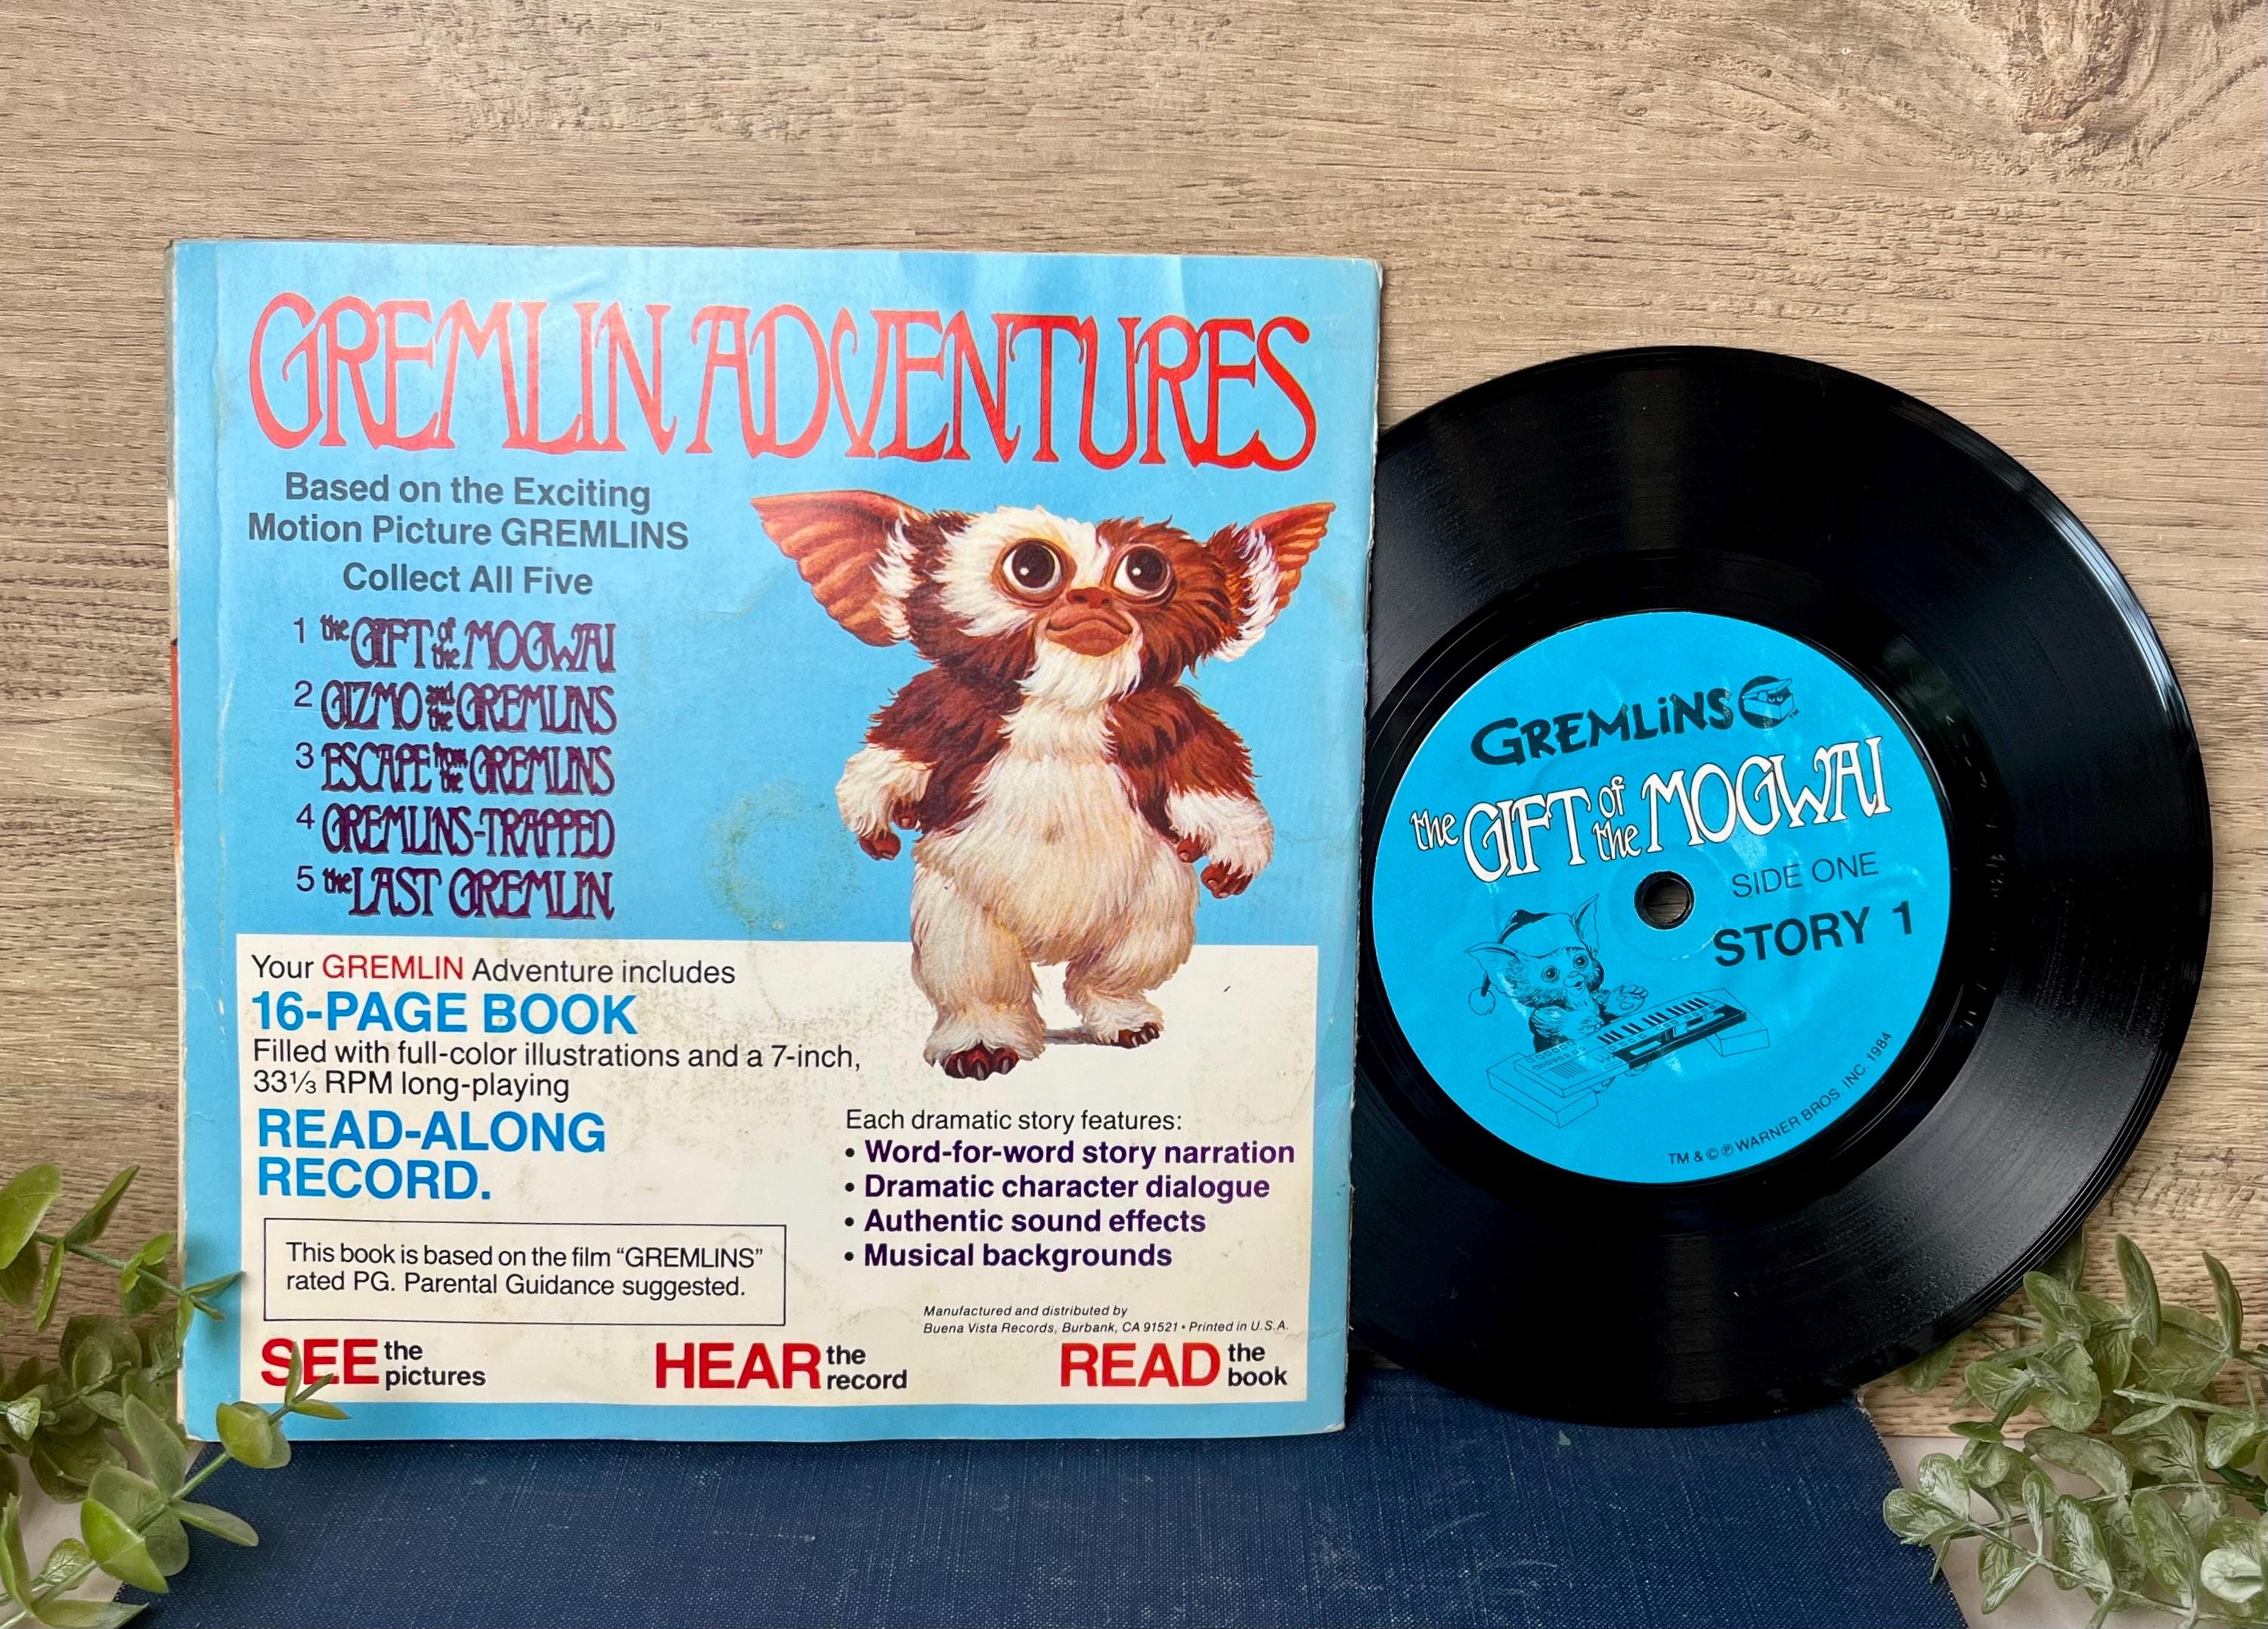 GREMLIN ADVENTURES
Based on the Exciting
Motion Picture GREMLINS
Collect All Five
1 the GIFT of the MOGWAI
2 GIZMO and the GREMLINS
3 ESCAPE from the GREMLINS
4 GREMLINS-TRAPPED
5 the LAST GREMLIN
Your GREMLIN Adventure includes
16-PAGE BOOK
Filled with full-color illustrations and a 7-inch,
33⅓ RPM long-playing
READ-ALONG
RECORD.
This book is based on the film “GREMLINS”
rated PG. Parental Guidance suggested.
Each dramatic story features:
• Word-for-word story narration
• Dramatic character dialogue
• Authentic sound effects
• Musical backgrounds
Manufactured and distributed by
Buena Vista Records, Burbank, CA 91521 • Printed in U.S.A.
SEE the pictures
HEAR the record
READ the book
GREMLiNS TM
the GIFT of the MOGWAI
SIDE ONE
STORY 1
TM & © ℗ WARNER BROS. INC. 1984